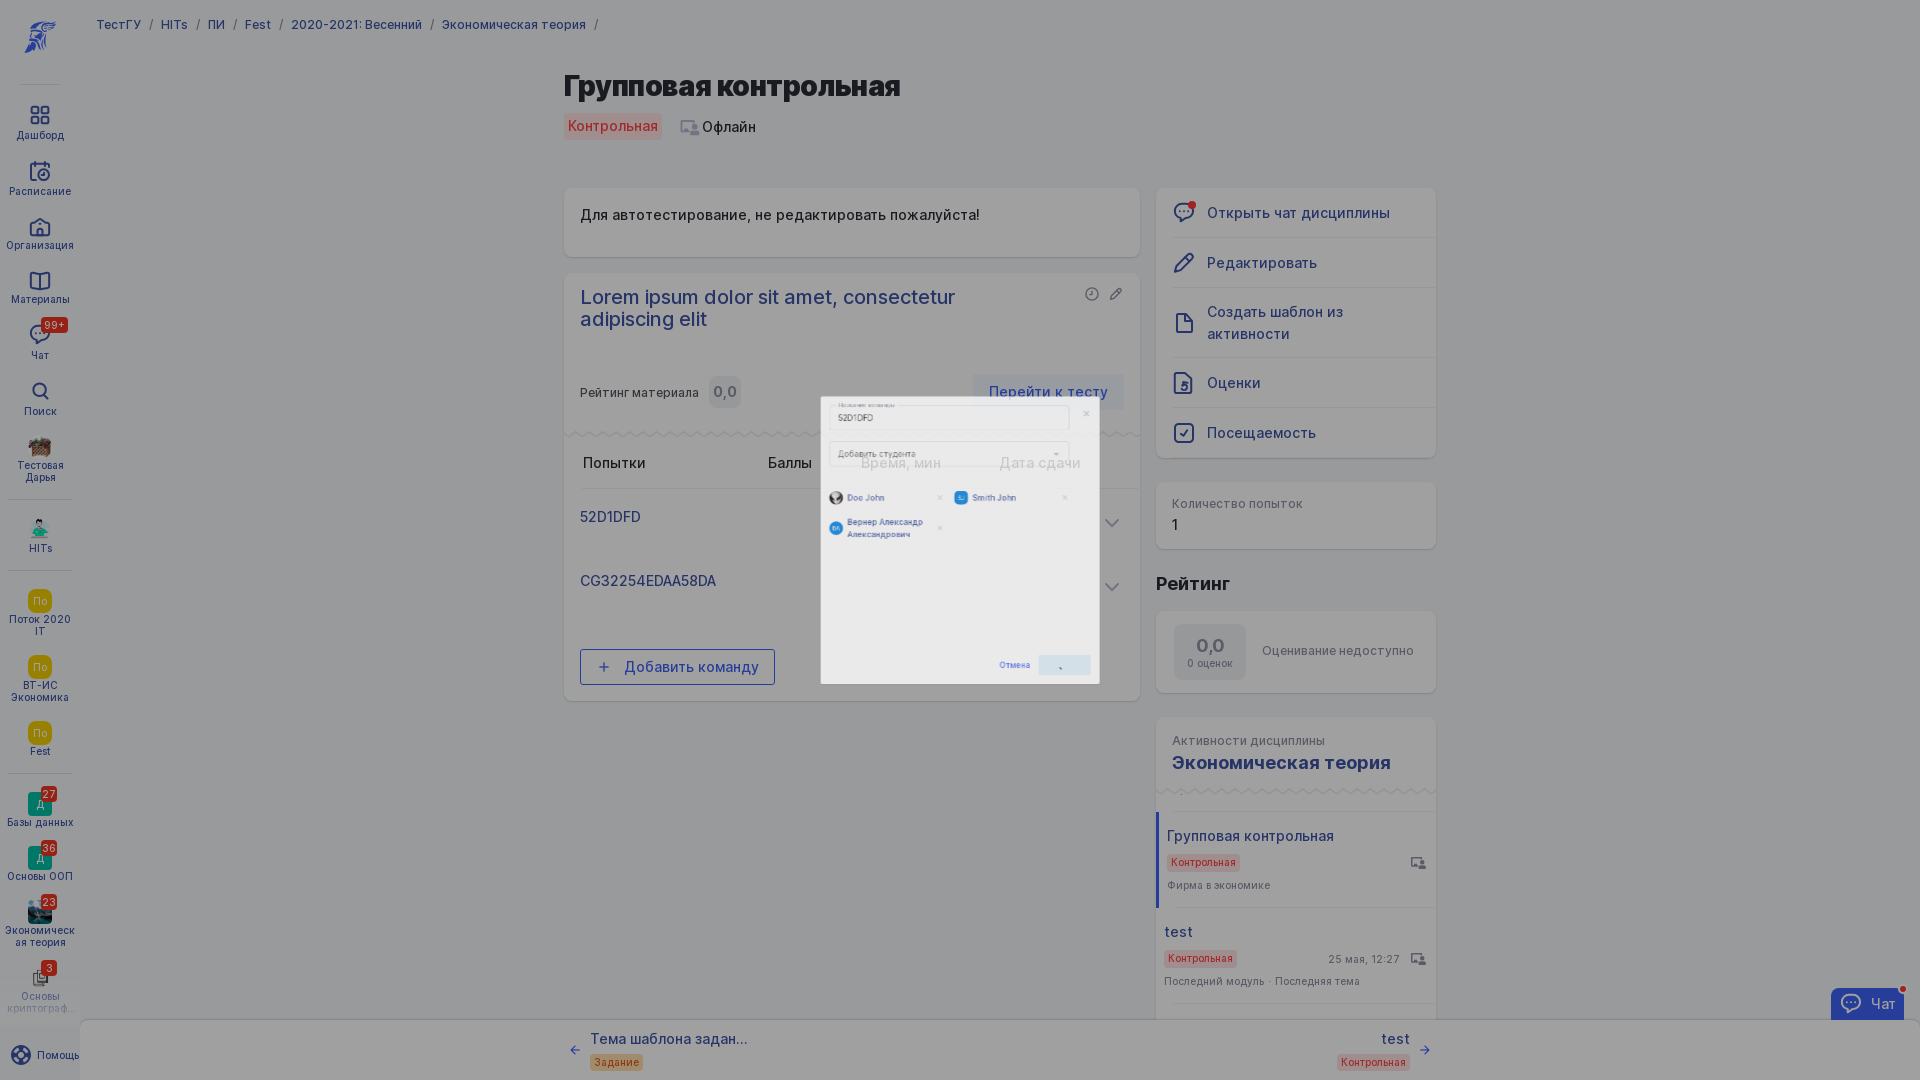 ТестГУ / HITs / ПИ / Fest / 2020-2021: Весенний / Экономическая теория /
Дашборд
Расписание
Организация
Материалы
99+
Чат
Поиск
Тестовая
Дарья
HITs
По
Поток 2020
IT
По
ВТ-ИС
Экономика
По
Fest
27
Д
Базы данных
36
Д
Основы ООП
23
Экономическ
ая теория
3
Основы
криптограф...
Помощь
Групповая контрольная
Контрольная
Офлайн
Для автотестирование, не редактировать пожалуйста!
Lorem ipsum dolor sit amet, consectetur
adipiscing elit
Рейтинг материала 0,0
Перейти к тесту
Попытки Баллы Время, мин Дата сдачи
52D1DFD
CG32254EDAA58DA
+ Добавить команду
Название команды
52D1DFD
Добавить студента
Doe John
SJ Smith John
ВА Вернер Александр
Александрович
Отмена
Открыть чат дисциплины
Редактировать
Создать шаблон из
активности
Оценки
Посещаемость
Количество попыток
1
Рейтинг
0,0
0 оценок
Оценивание недоступно
Активности дисциплины
Экономическая теория
Групповая контрольная
Контрольная
Фирма в экономике
test
Контрольная
25 мая, 12:27
Последний модуль · Последняя тема
Чат
Тема шаблона задан...
Задание
test
Контрольная